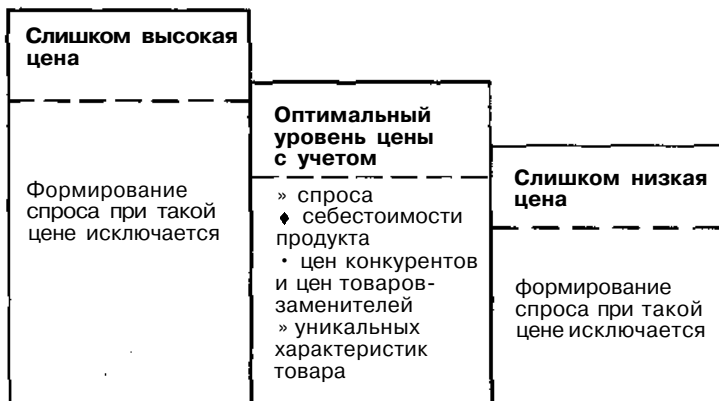 Слишком высокая
цена
Формирование
спроса при такой
цене исключается
Оптимальный
уровень цены
с учетом
» спроса
♦ себестоимости
продукта
· цен конкурентов
и цен товаров-
заменителей
» уникальных
характеристик
товара
Слишком низкая
цена
формирование
спроса при такой
цене исключается